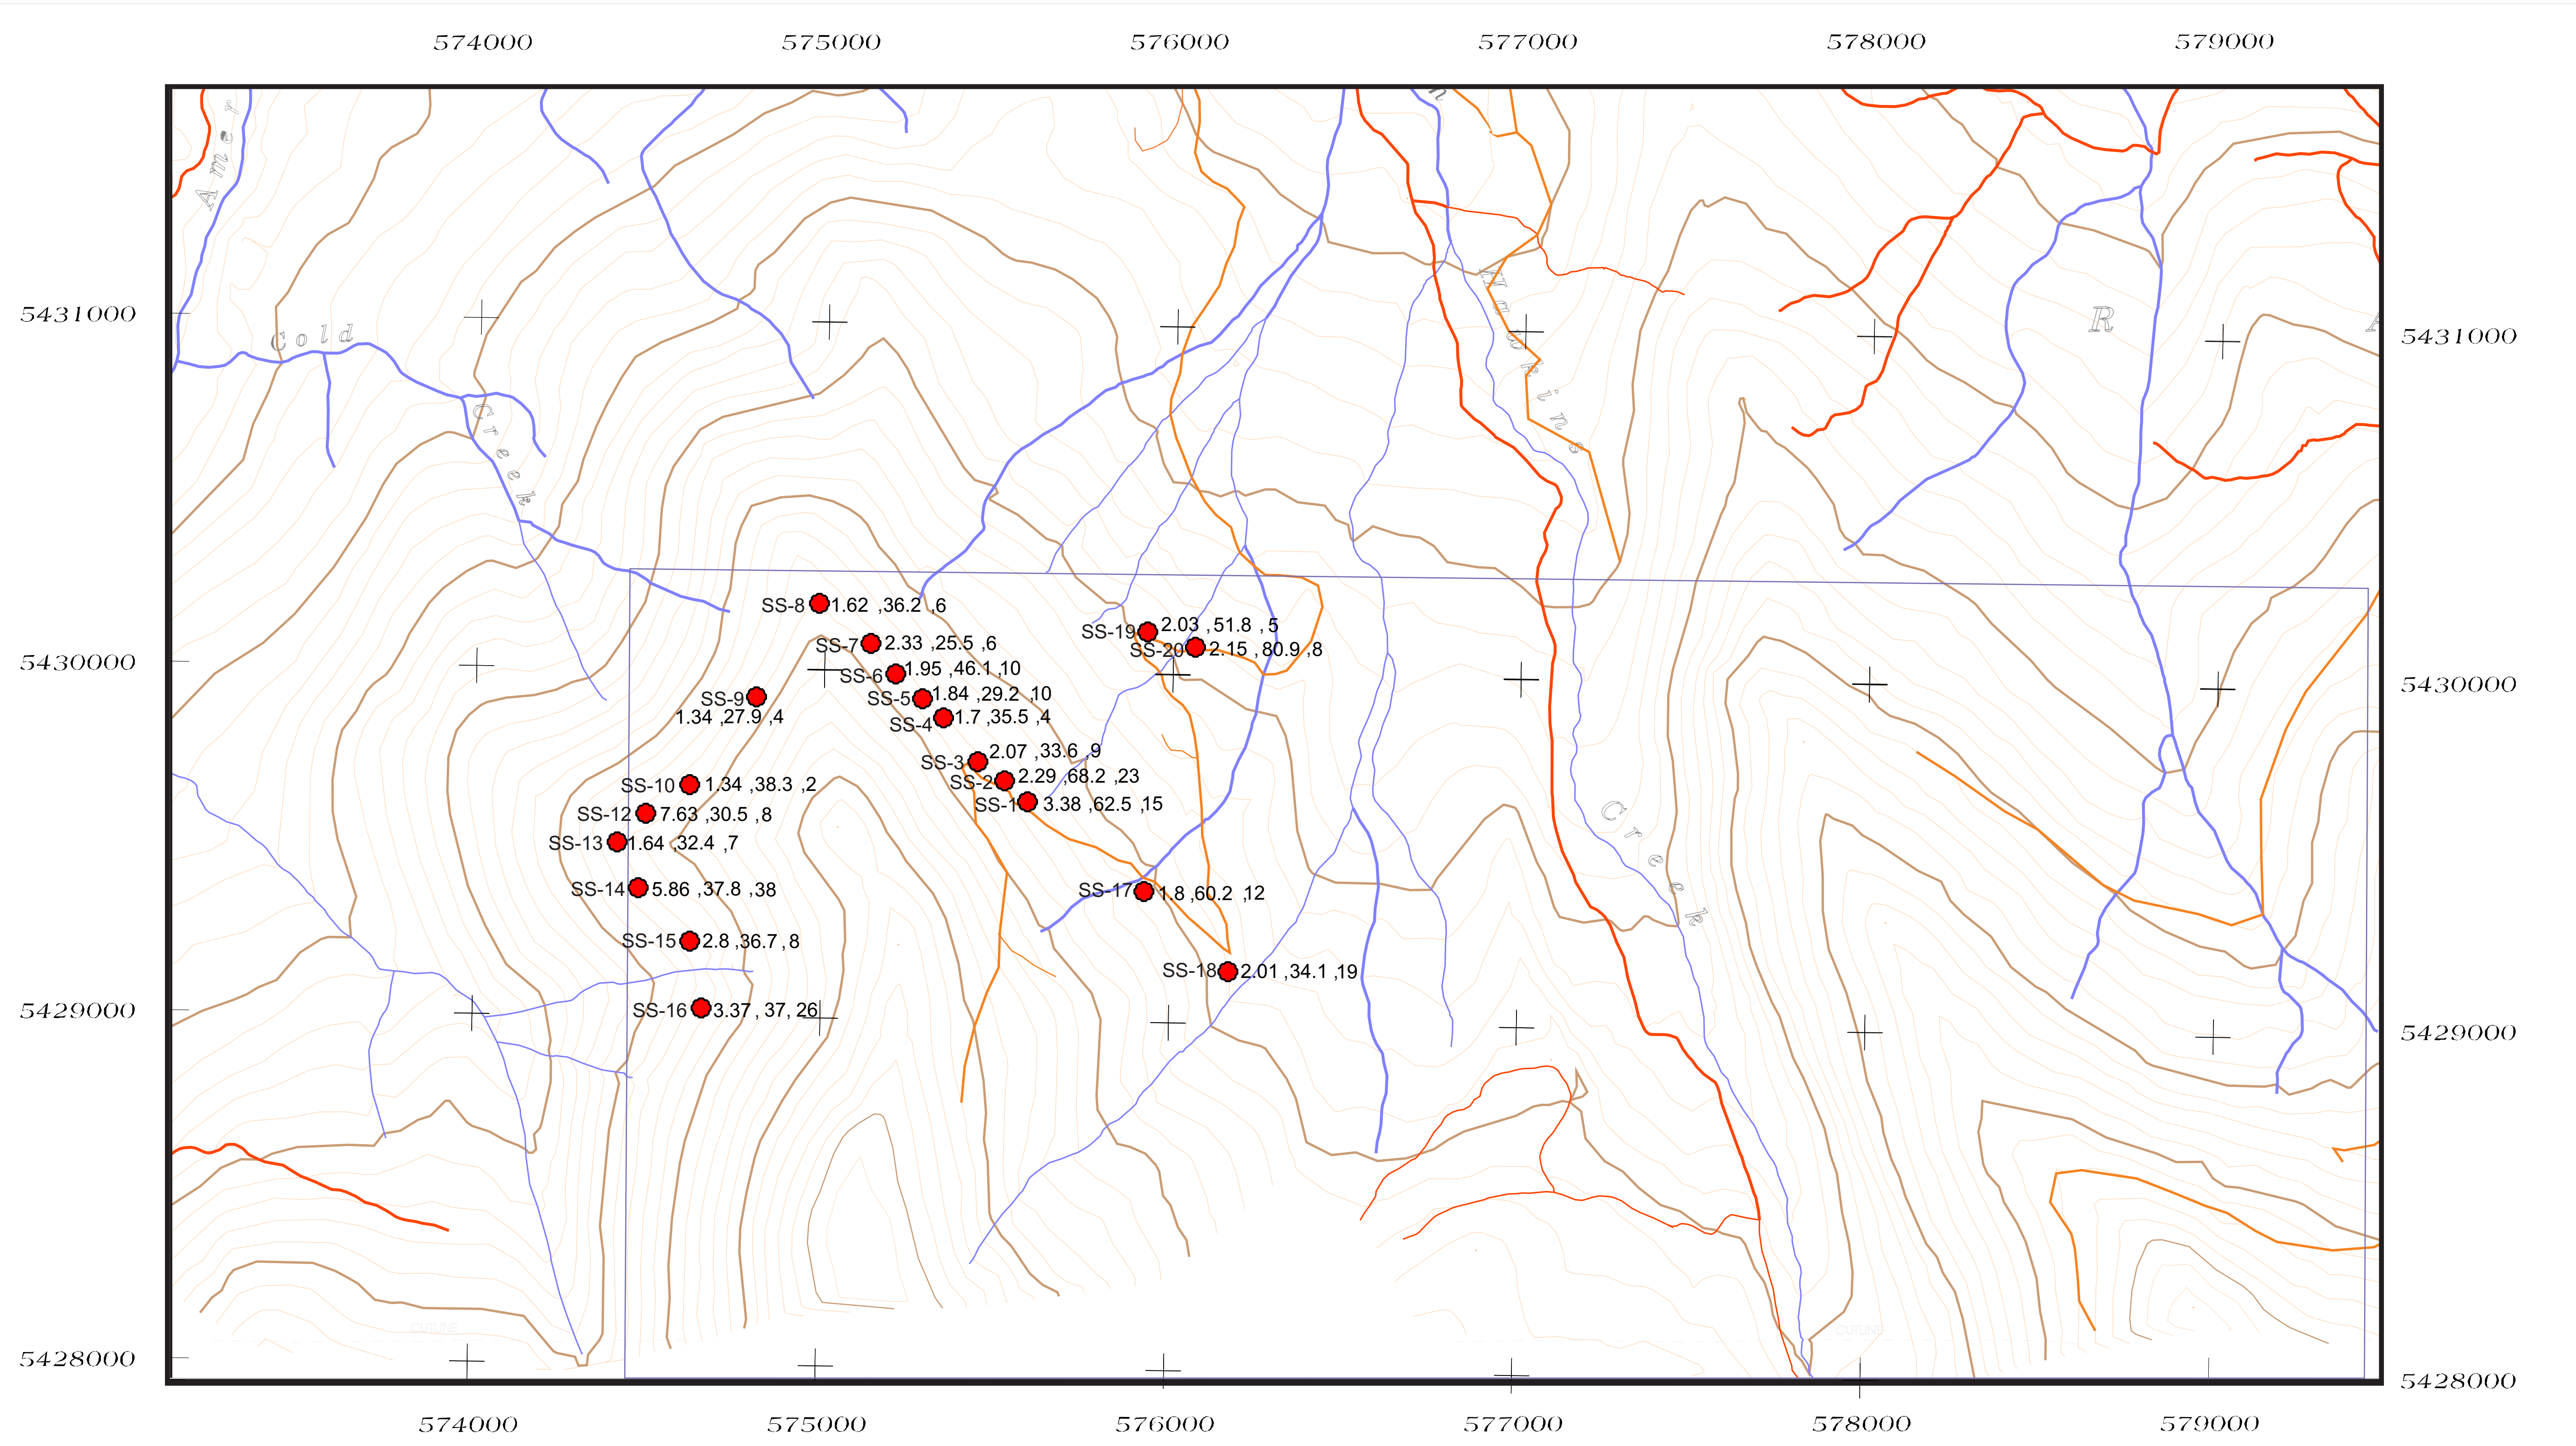 574000 575000 576000 577000 578000 579000
Amer
n
5431000
Cold
Hawkins
R
A
5431000
Creek
SS-8 1.62 ,36.2 ,6
SS-19 2.03 ,51.8 ,5
SS-7 2.33 ,25.5 ,6
SS-20 2.15 ,80.9 ,8
5430000
SS-6 1.95 ,46.1 ,10
5430000
SS-5 1.84 ,29.2 ,10
SS-9
1.34 ,27.9 ,4
SS-4 1.7 ,35.5 ,4
SS-3 2.07 ,33.6 ,9
SS-2 2.29 ,68.2 ,23
SS-10 1.34 ,38.3 ,2
SS-1 3.38 ,62.5 ,15
SS-12 7.63 ,30.5 ,8
Creek
SS-13 1.64 ,32.4 ,7
SS-14 5.86 ,37.8 ,38
SS-17 1.8 ,60.2 ,12
SS-15 2.8 ,36.7 ,8
SS-18 2.01 ,34.1 ,19
5429000
SS-16 3.37 , 37, 26
5429000
CUTLINE
CUTLINE
5428000
5428000
574000 575000 576000 577000 578000 579000